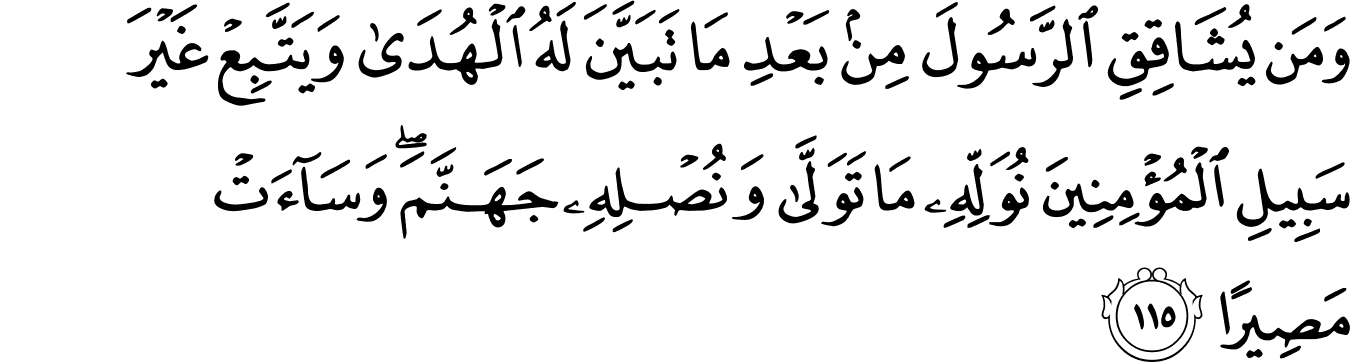 وَمَن يُشَاقِقِ ٱلرَّسُولَ مِنۢ بَعۡدِ مَا تَبَيَّنَ لَهُ ٱلۡهُدَىٰ وَيَتَّبِعۡ غَيۡرَ
سَبِيلِ ٱلۡمُؤۡمِنِينَ نُوَلِّهِۦ مَا تَوَلَّىٰ وَنُصۡلِهِۦ جَهَنَّمَۖ وَسَآءَتۡ
مَصِيرًا ١١٥